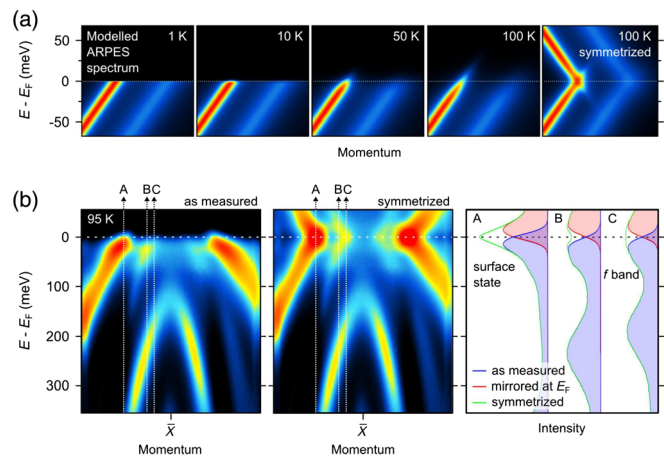 (a)
Modelled
ARPES
spectrum
1 K
10 K
50 K
100 K
100 K
symmetrized
E - EF (meV)
50
0
-50
Momentum
(b)
A
B C
as measured
A
B C
symmetrized
95 K
E - EF (meV)
0
100
200
300
X̄
Momentum
X̄
Momentum
A
B
C
surface
state
f band
as measured
mirrored at EF
symmetrized
Intensity